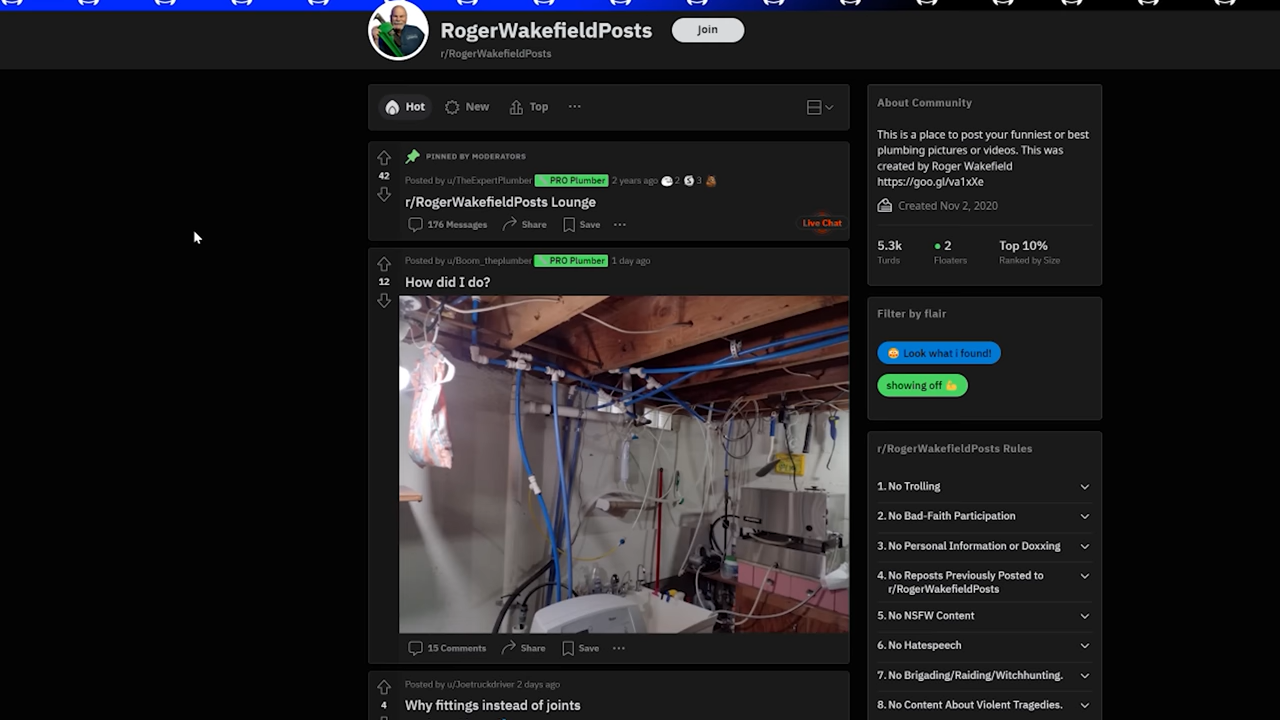 RogerWakefieldPosts
Join
r/RogerWakefieldPosts
Hot
New
Top
PINNED BY MODERATORS
42
Posted by u/TheExpertPlumber PRO Plumber 2 years ago 2 3
r/RogerWakefieldPosts Lounge
176 Messages Share Save
Live Chat
Posted by u/Boom_theplumber PRO Plumber 1 day ago
12
How did I do?
15 Comments Share Save
Posted by u/Joetruckdriver 2 days ago
4
Why fittings instead of joints
About Community
This is a place to post your funniest or best
plumbing pictures or videos. This was
created by Roger Wakefield
https://goo.gl/va1xXe
Created Nov 2, 2020
5.3k 2 Top 10%
Turds Floaters Ranked by Size
Filter by flair
Look what i found!
showing off
r/RogerWakefieldPosts Rules
1. No Trolling
2. No Bad-Faith Participation
3. No Personal Information or Doxxing
4. No Reposts Previously Posted to
r/RogerWakefieldPosts
5. No NSFW Content
6. No Hatespeech
7. No Brigading/Raiding/Witchhunting.
8. No Content About Violent Tragedies.